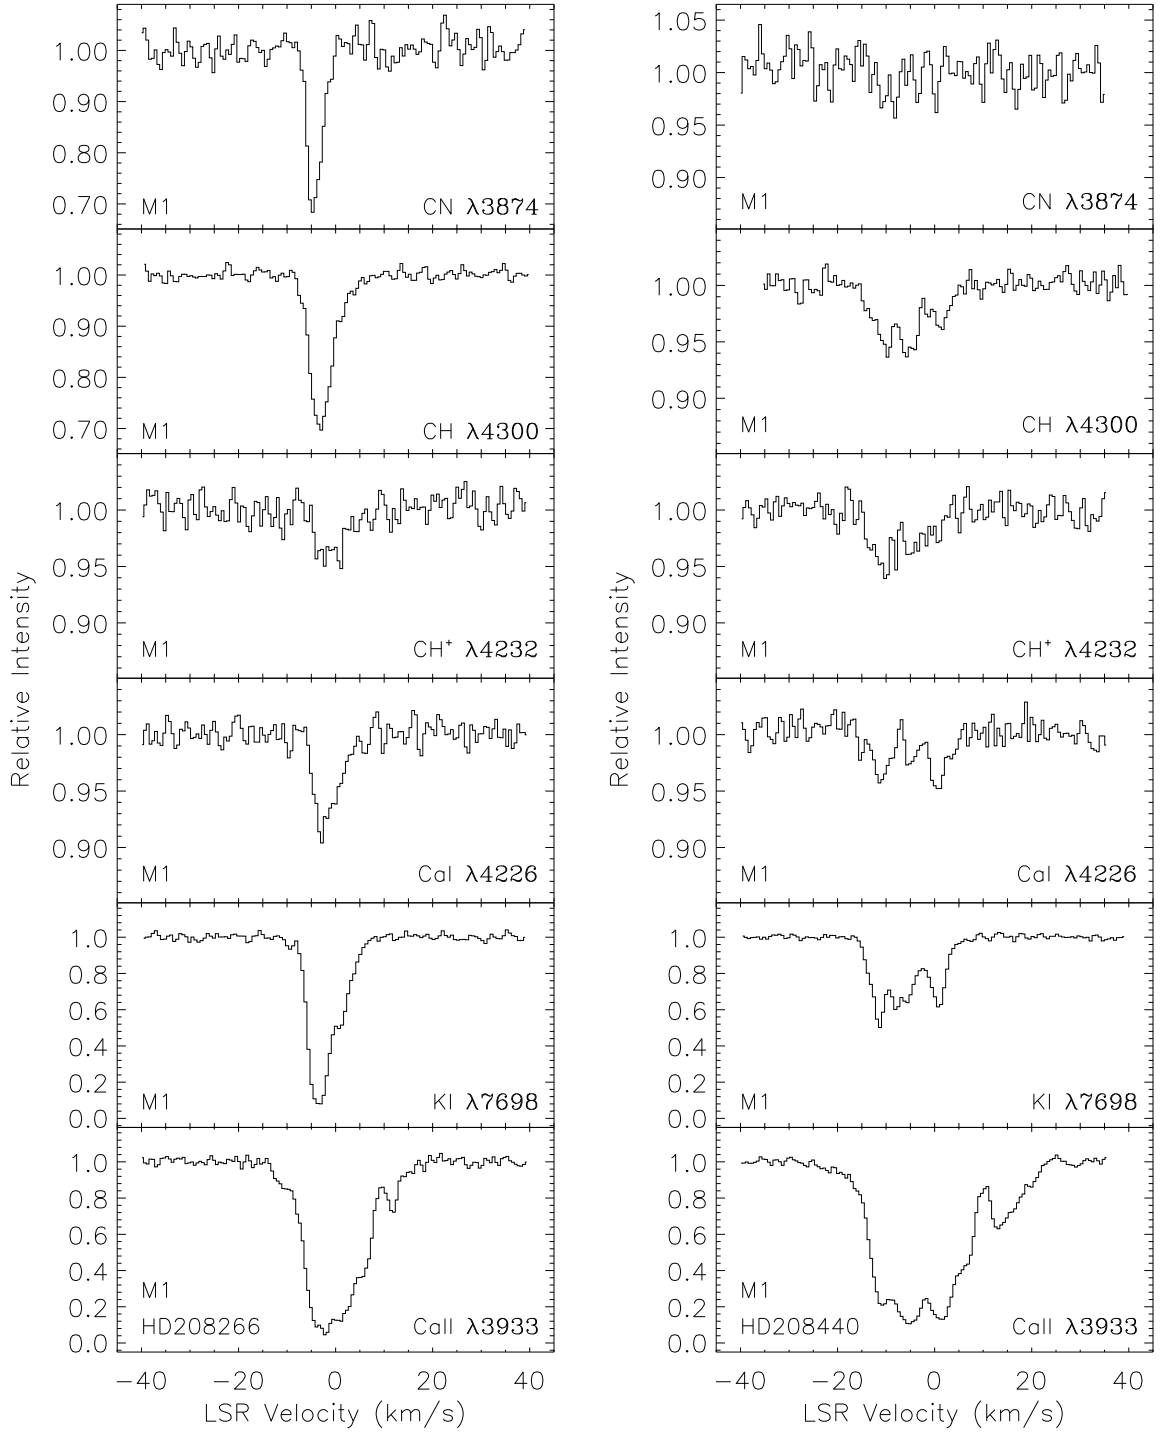 1.00
0.90
0.80
0.70
M1
CN λ3874
1.00
0.90
0.80
0.70
M1
CH λ4300
1.00
0.95
0.90
M1
CH⁺ λ4232
1.00
0.95
0.90
M1
CaI λ4226
1.0
0.8
0.6
0.4
0.2
0.0
M1
KI λ7698
1.0
0.8
0.6
0.4
0.2
0.0
M1
HD208266
CaII λ3933
−40
−20
0
20
40
LSR Velocity (km/s)
Relative Intensity
1.05
1.00
0.95
0.90
M1
CN λ3874
1.00
0.95
0.90
M1
CH λ4300
1.00
0.95
0.90
M1
CH⁺ λ4232
1.00
0.95
0.90
M1
CaI λ4226
1.0
0.8
0.6
0.4
0.2
0.0
M1
KI λ7698
1.0
0.8
0.6
0.4
0.2
0.0
M1
HD208440
CaII λ3933
−40
−20
0
20
40
LSR Velocity (km/s)
Relative Intensity